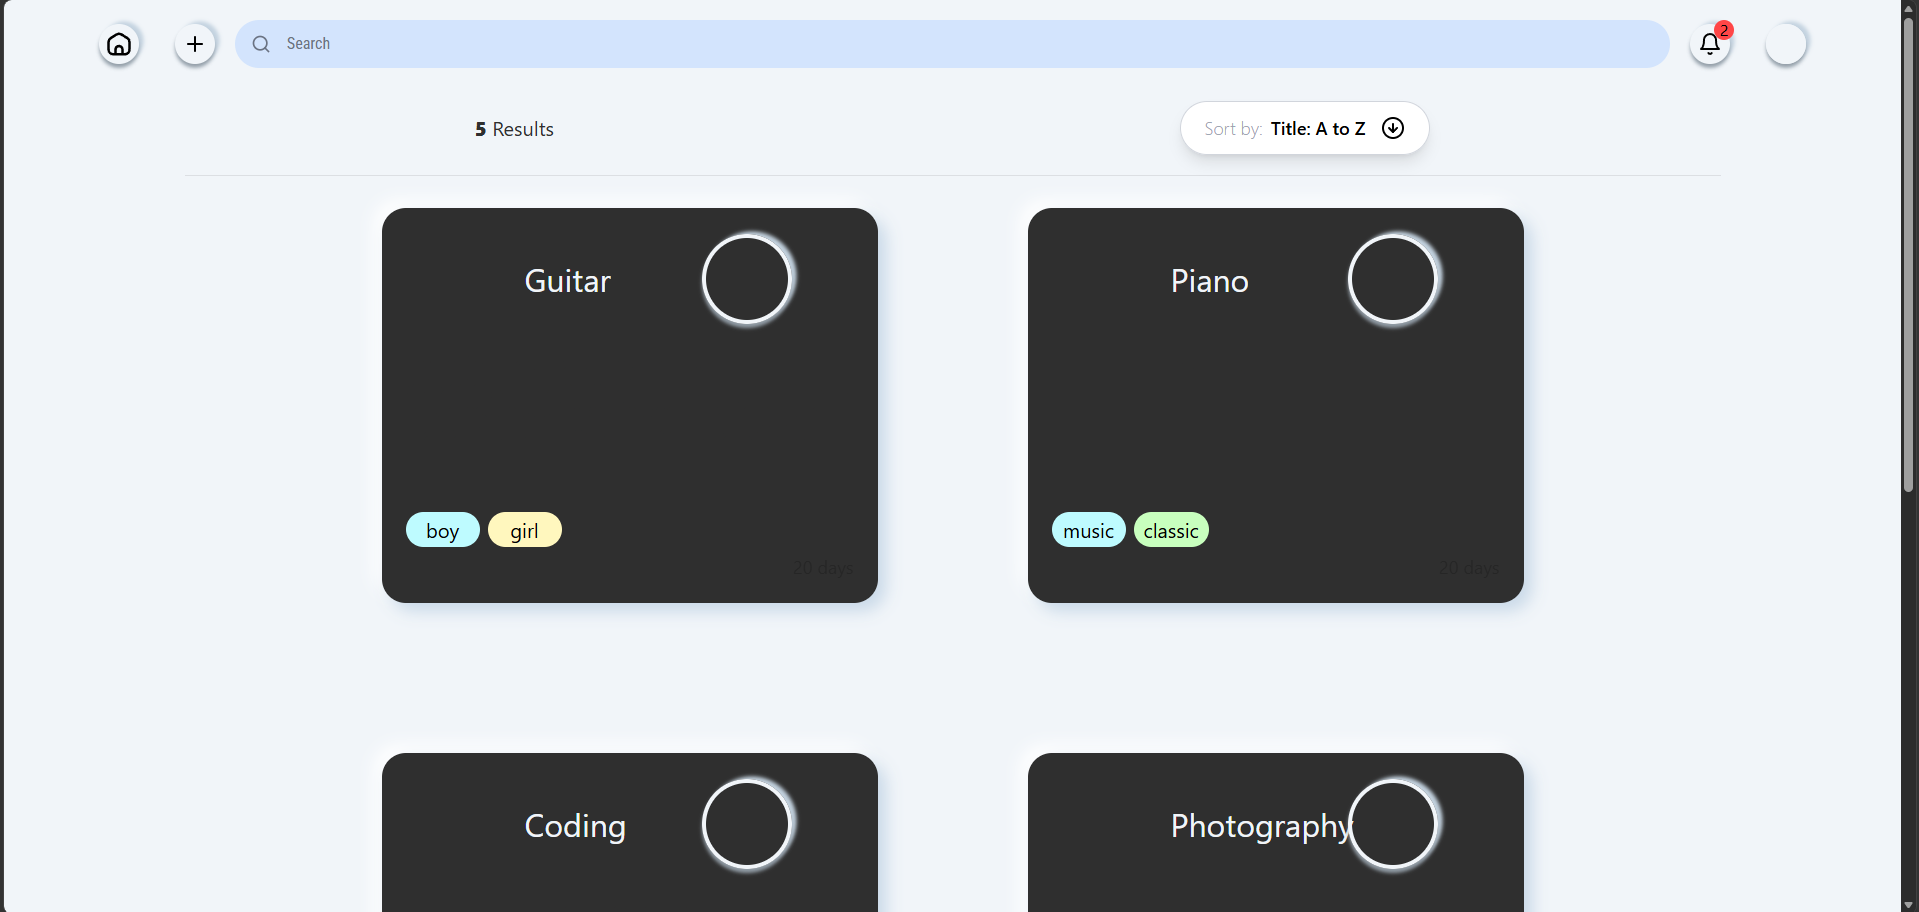 Search
2
5 Results
Sort by: Title: A to Z
Guitar
Piano
boy girl
music classic
20 days
20 days
Coding
Photography